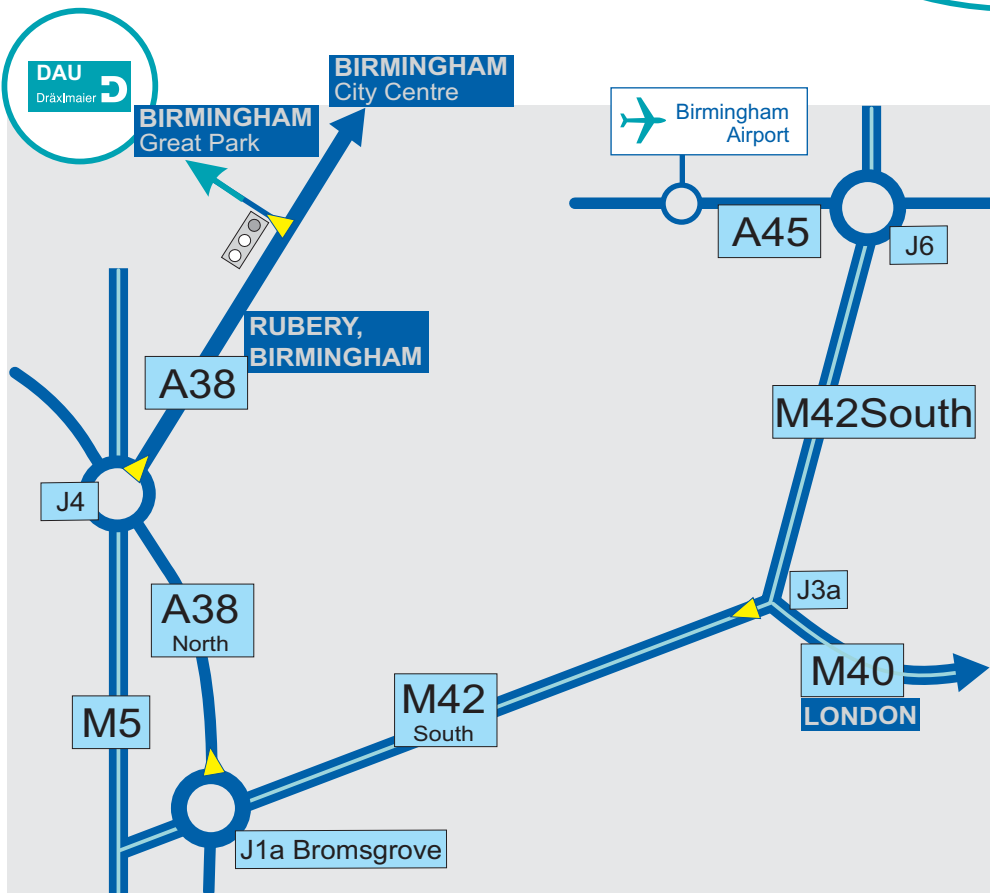 DAU
Dräxlmaier
D
BIRMINGHAM
City Centre
BIRMINGHAM
Great Park
Birmingham
Airport
A45
J6
RUBERY,
BIRMINGHAM
A38
M42South
J4
J3a
A38
North
M40
LONDON
M42
South
M5
J1a Bromsgrove